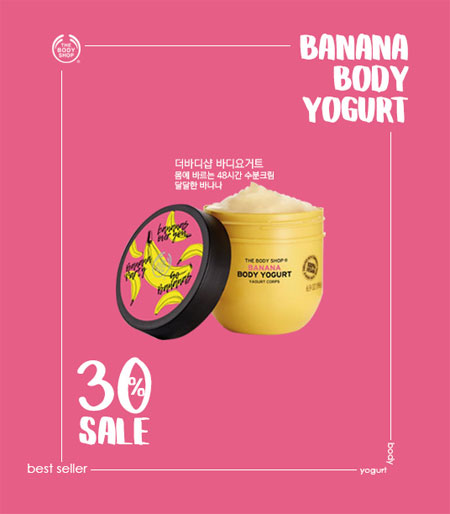 THE
BODY
SHOP
BANANA
BODY
YOGURT
더바디샵 바디요거트
몸에 바르는 48시간 수분크림
달달한 바나나
THE BODY SHOP®
BANANA
BODY YOGURT
YAGURT CORPS
30%
SALE
best seller
yogurt
body